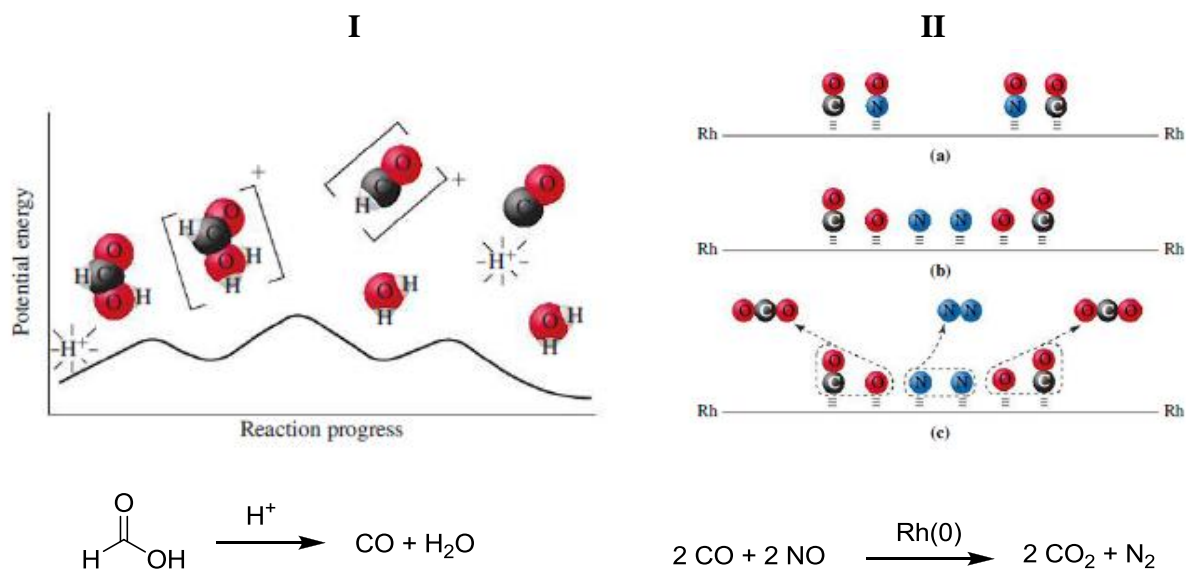 I
Potential energy
O
C
H
O
H
H+
+
H
O
C
O
H
H
+
O
C
H
O
H
H
O
C
H+
O
H
H
Reaction progress
O
H
OH
H+
CO + H2O
II
O O O O
C N N C
Rh Rh
(a)
O O
C O N N O C
Rh Rh
(b)
O C O N N O C O
O O
C O N N O C
Rh Rh
(c)
2 CO + 2 NO
Rh(0)
2 CO2 + N2